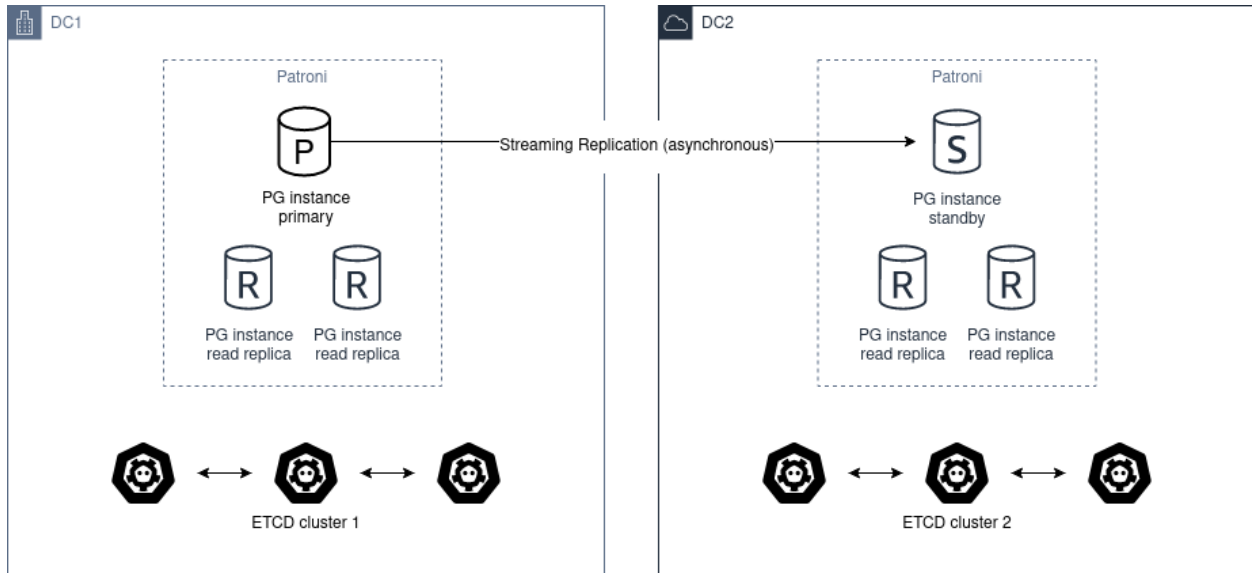 DC1
DC2
Patroni
Patroni
P
Streaming Replication (asynchronous)
S
PG instance
primary
PG instance
standby
R
R
R
R
PG instance
read replica
PG instance
read replica
PG instance
read replica
PG instance
read replica
ETCD cluster 1
ETCD cluster 2